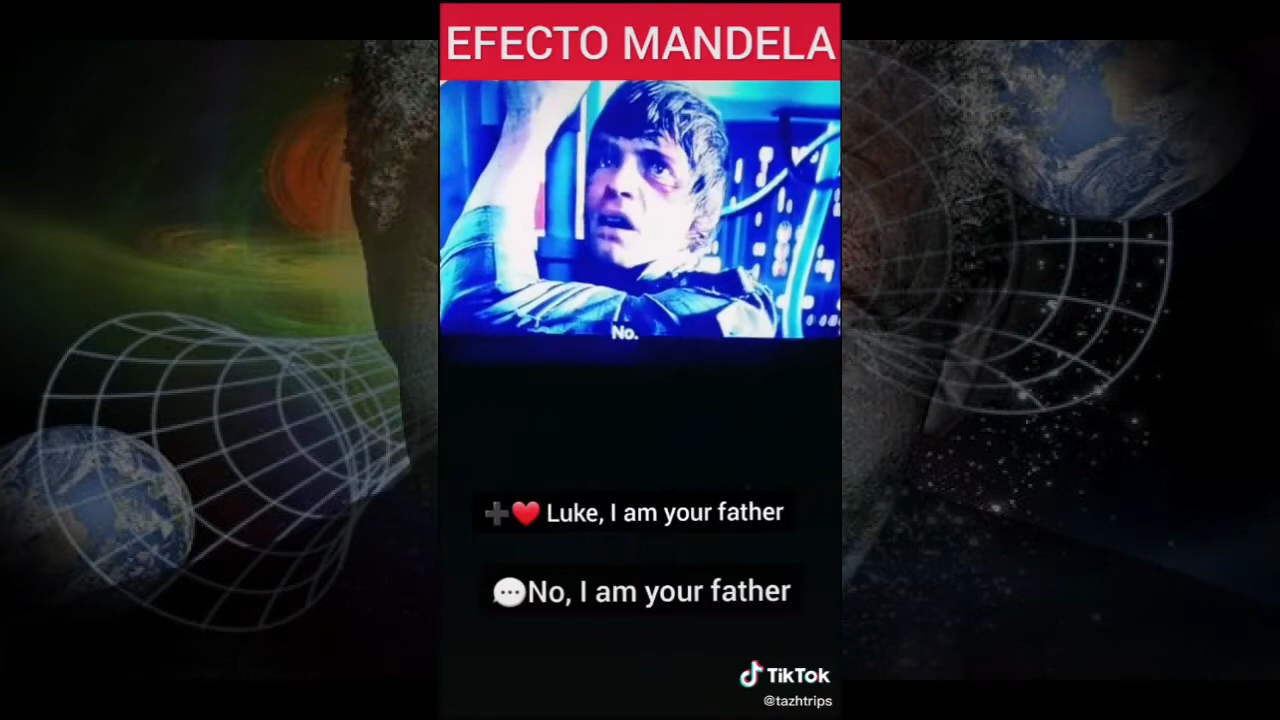 EFECTO MANDELA
No.
➕❤️ Luke, I am your father
💬No, I am your father
TikTok
@tazhtrips